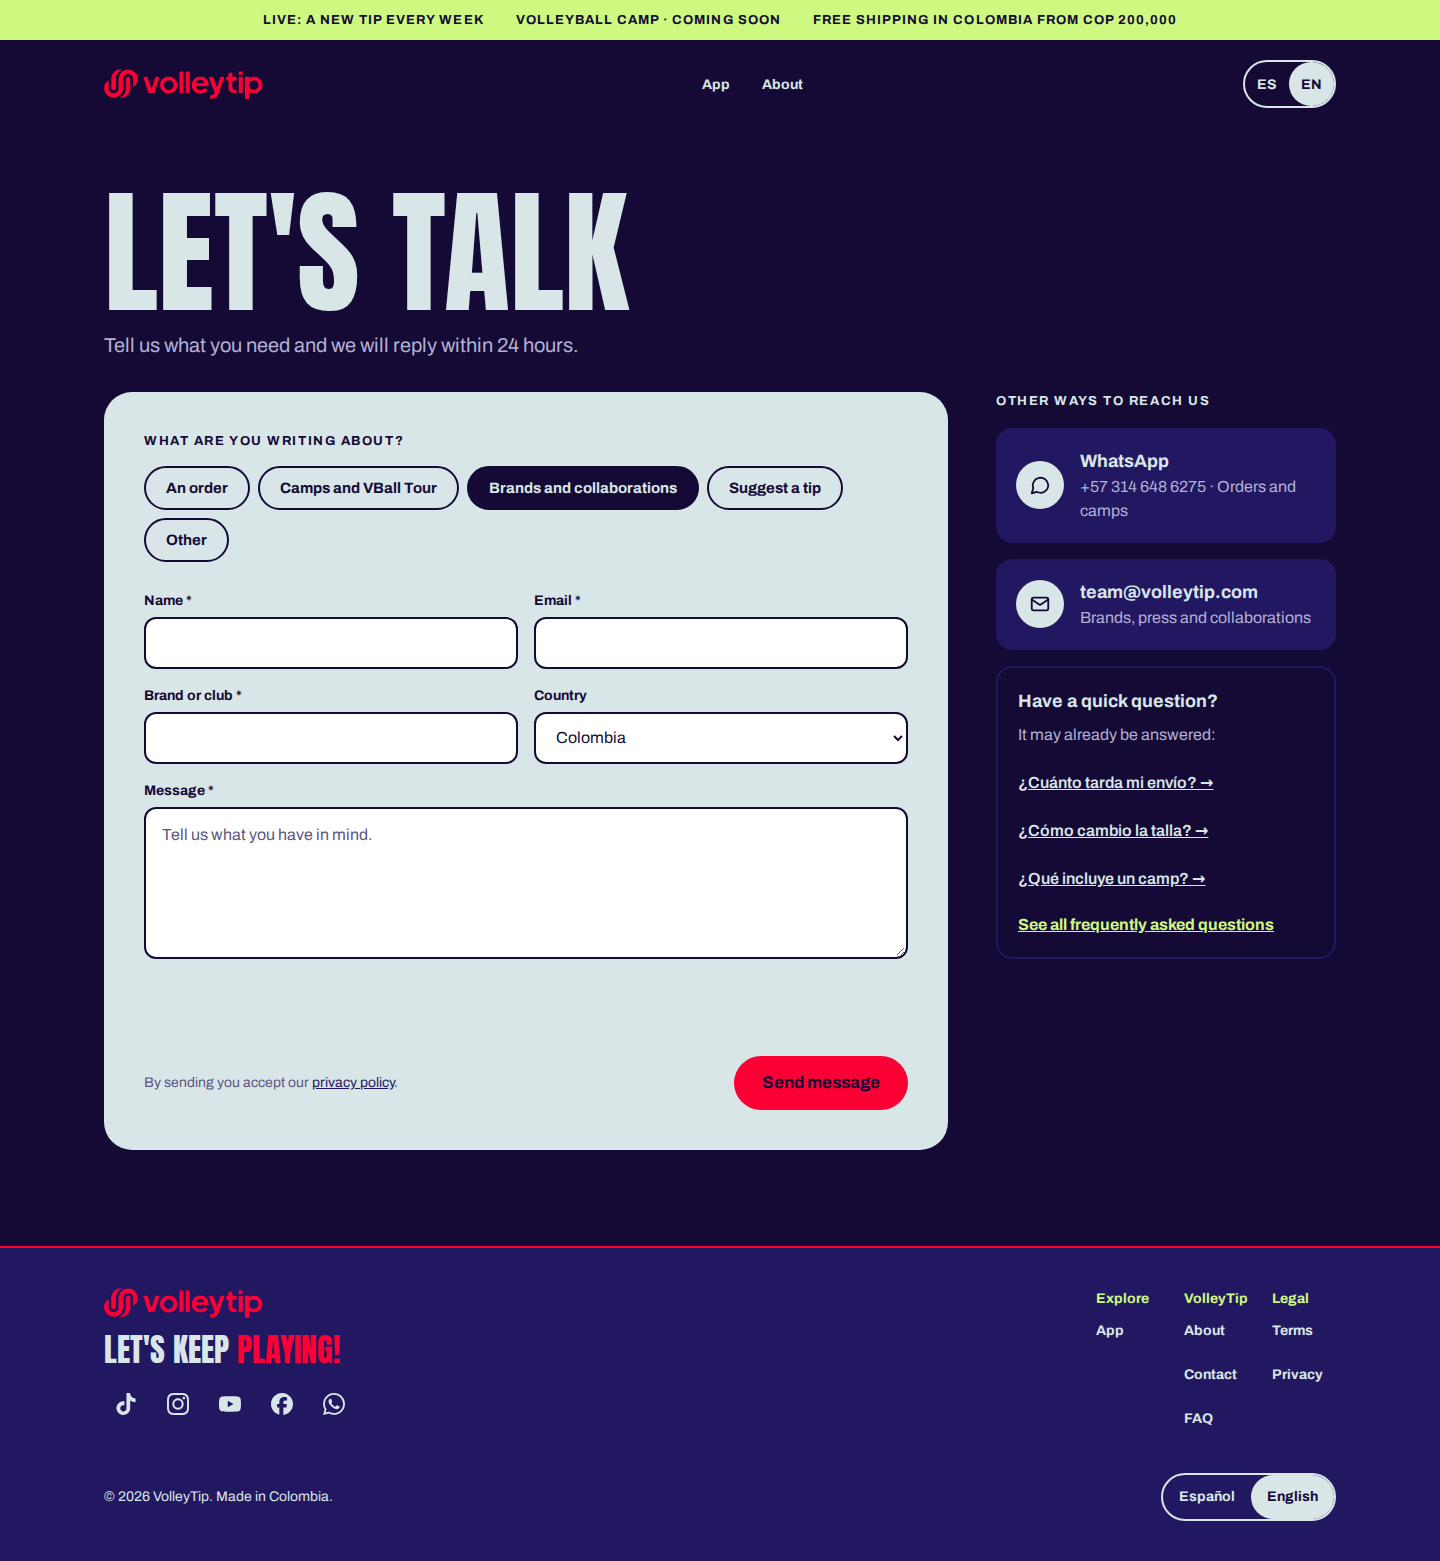 LIVE: A NEW TIP EVERY WEEK VOLLEYBALL CAMP · COMING SOON FREE SHIPPING IN COLOMBIA FROM COP 200,000
volleytip App About ES EN
LET'S TALK
Tell us what you need and we will reply within 24 hours.
WHAT ARE YOU WRITING ABOUT?
An order Camps and VBall Tour Brands and collaborations Suggest a tip
Other
Name * Email *
Brand or club * Country
Colombia
Message *
Tell us what you have in mind.
By sending you accept our privacy policy.
Send message
OTHER WAYS TO REACH US
WhatsApp
+57 314 648 6275 · Orders and
camps
team@volleytip.com
Brands, press and collaborations
Have a quick question?
It may already be answered:
¿Cuánto tarda mi envío? →
¿Cómo cambio la talla? →
¿Qué incluye un camp? →
See all frequently asked questions
volleytip
LET'S KEEP PLAYING!
Explore VolleyTip Legal
App About Terms
Contact Privacy
FAQ
© 2026 VolleyTip. Made in Colombia.
Español English